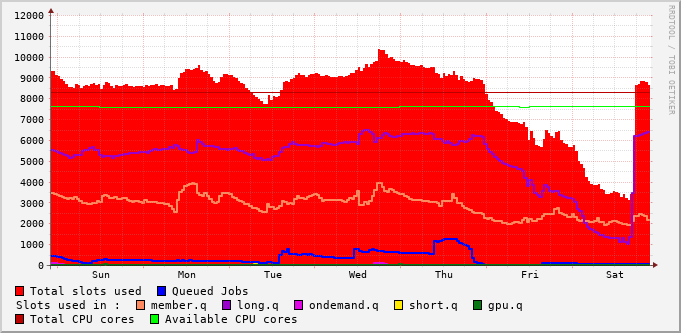 12000
11000
10000
9000
8000
7000
6000
5000
4000
3000
2000
1000
0
Sun Mon Tue Wed Thu Fri Sat
RRDTOOL / TOBI OETIKER
Total slots used Queued Jobs
Slots used in : member.q long.q ondemand.q short.q gpu.q
Total CPU cores Available CPU cores